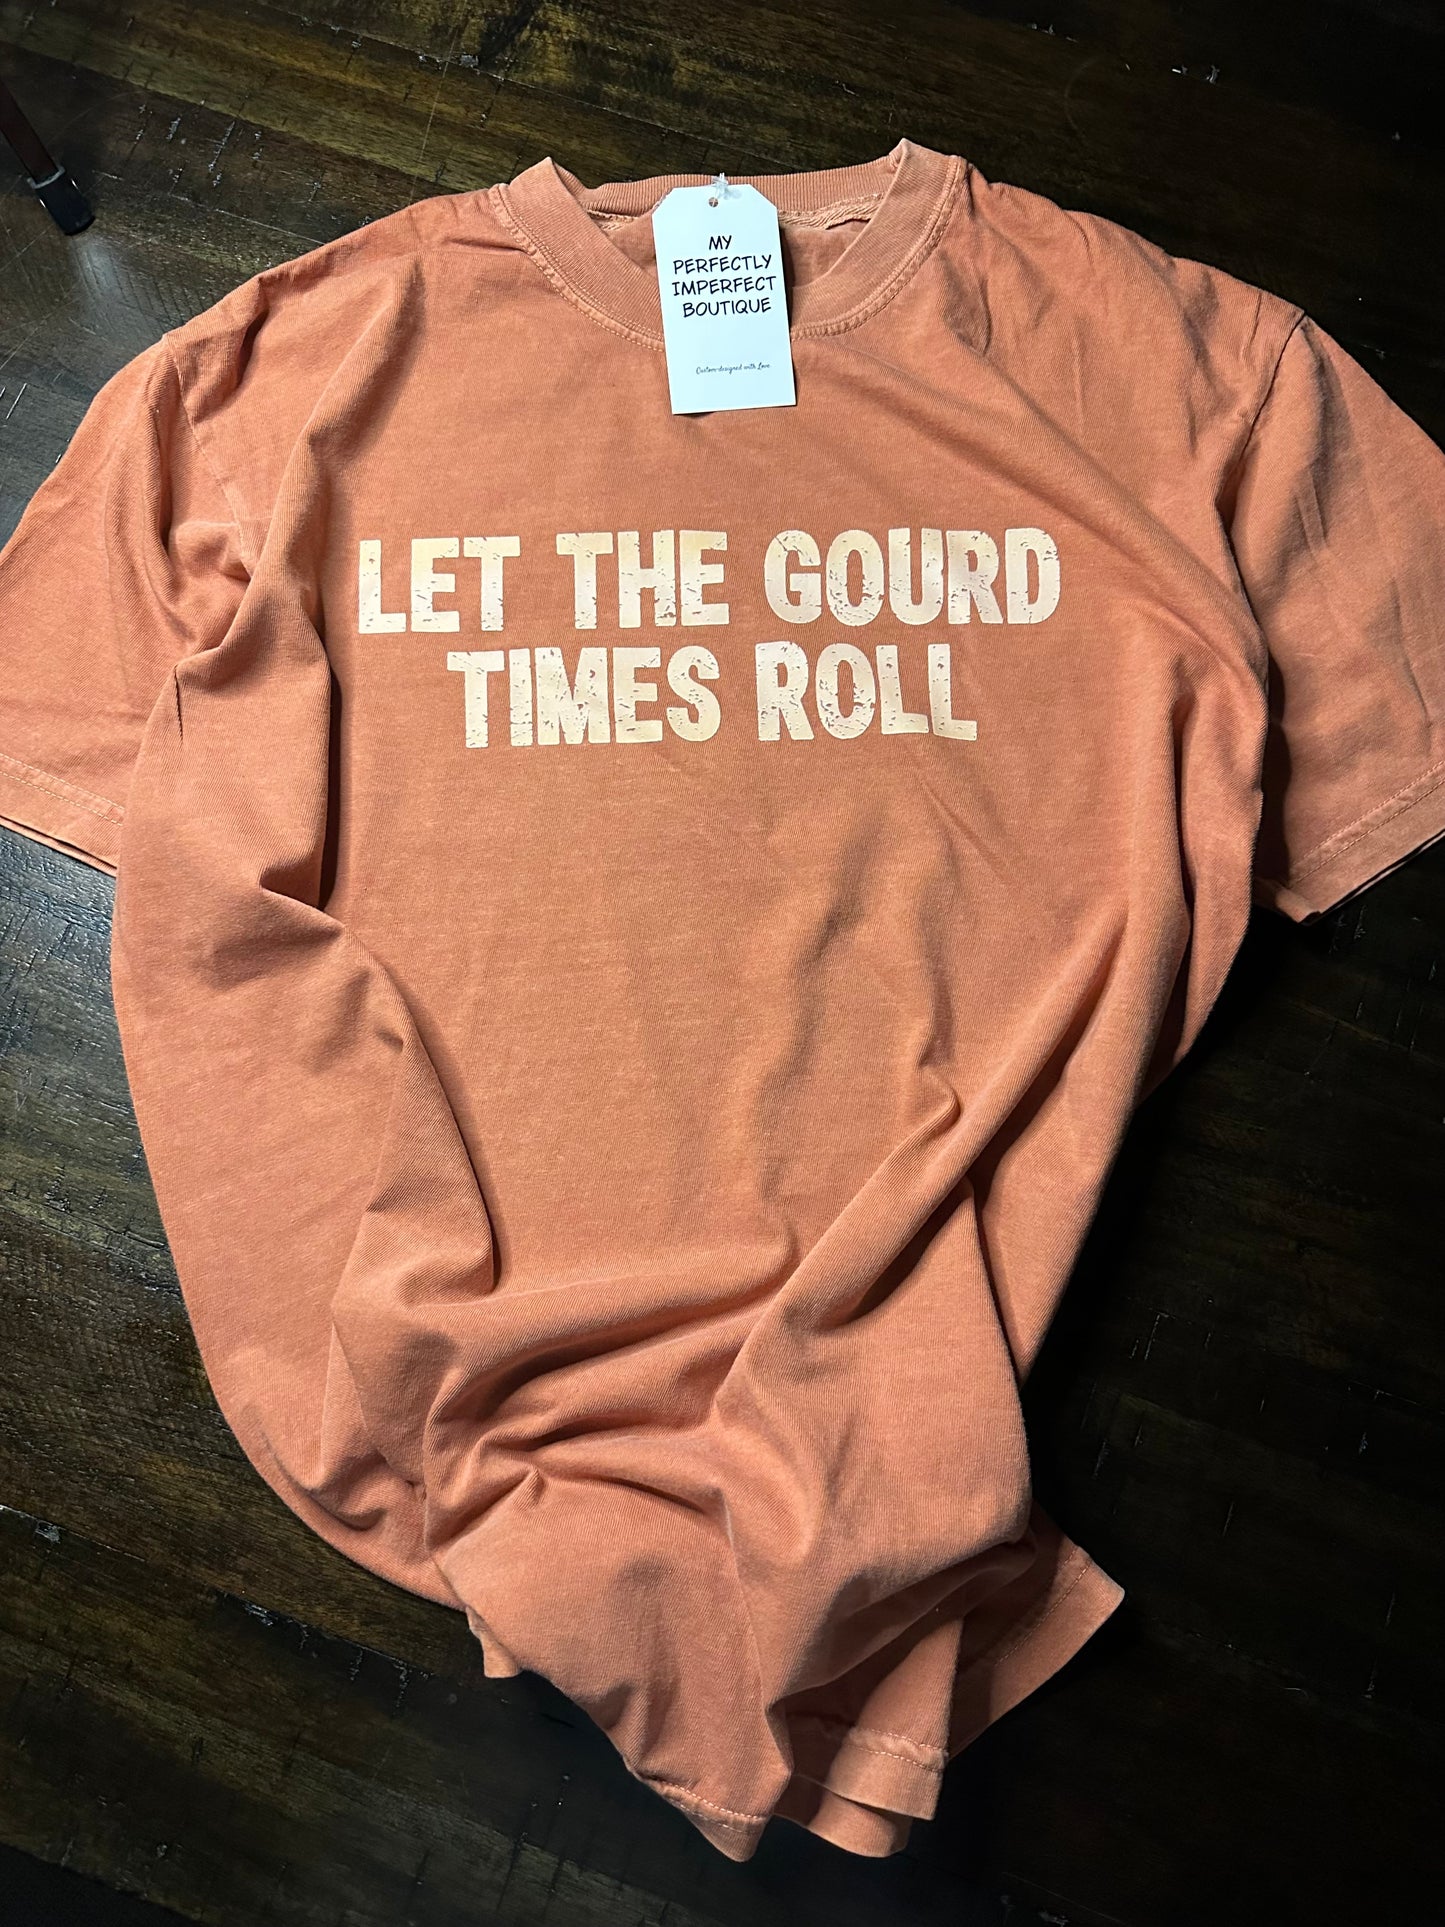 MY
PERFECTLY
IMPERFECT
BOUTIQUE
Custom-designed with Love
LET THE GOURD
TIMES ROLL